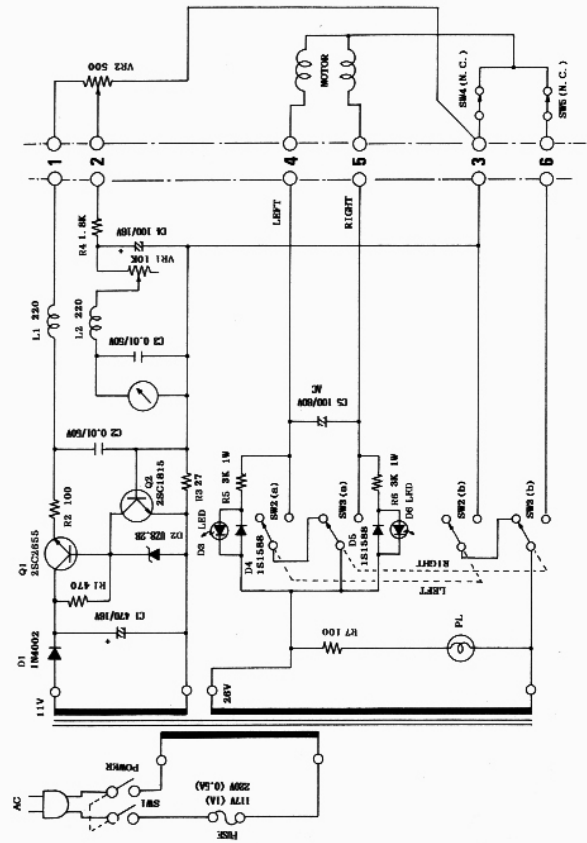 AC
POWER
SW1
FUSE
117V (1A)
220V (0.5A)
11V
26V
D1
1N4002
C1 470/16V
+
R1 470
Q1
2SC2655
R2
100
D2
Q2
2SC1815
C2 0.01/50V
R3 27
L1 220
L2 220
C3 0.01/50V
VR1 10K
R4 1.8K
C4 100/16V
+
VR2 500
1
2
4
5
3
6
LEFT
RIGHT
MOTOR
SW4(N.C.)
SW5(N.C.)
C5 100/80V
AC
R5 3K 1W
D3
LED
D4
1S1588
SW2(a)
SW3(a)
D5
1S1588
R6 3K 1W
D6 LED
SW2(b)
SW3(b)
RIGHT
LEFT
R7 100
PL